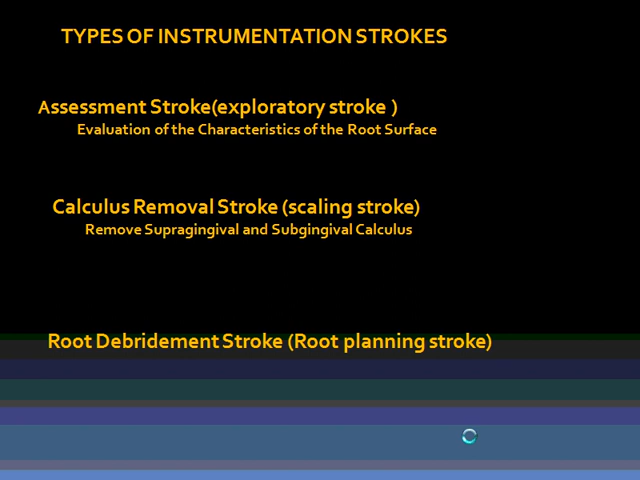 TYPES OF INSTRUMENTATION STROKES
Assessment Stroke(exploratory stroke )
Evaluation of the Characteristics of the Root Surface
Calculus Removal Stroke (scaling stroke)
Remove Supragingival and Subgingival Calculus
Root Debridement Stroke (Root planning stroke)